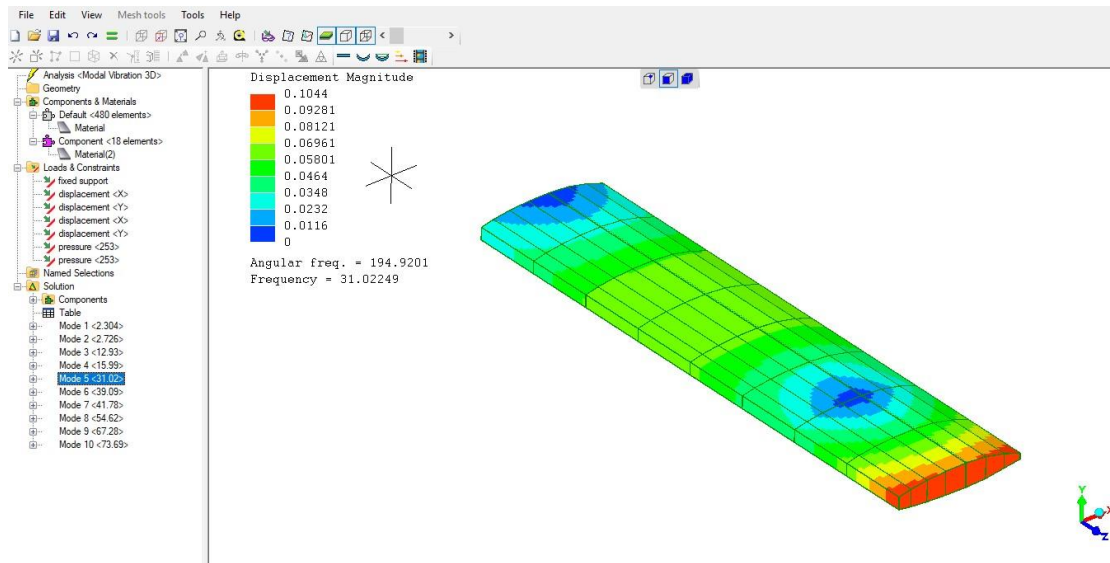 File Edit View Mesh tools Tools Help
Analysis <Modal Vibration 3D>
Geometry
Components & Materials
Default <480 elements>
Material
Component <18 elements>
Material(2)
Loads & Constraints
fixed support
displacement <X>
displacement <Y>
displacement <X>
displacement <Y>
pressure <253>
pressure <253>
Named Selections
Solution
Components
Table
Mode 1 <2.304>
Mode 2 <2.726>
Mode 3 <12.93>
Mode 4 <15.99>
Mode 5 <31.02>
Mode 6 <39.09>
Mode 7 <41.78>
Mode 8 <54.62>
Mode 9 <67.28>
Mode 10 <73.69>
Displacement Magnitude
0.1044
0.09281
0.08121
0.06961
0.05801
0.0464
0.0348
0.0232
0.0116
0
Angular freq. = 194.9201
Frequency = 31.02249
Y
X
Z